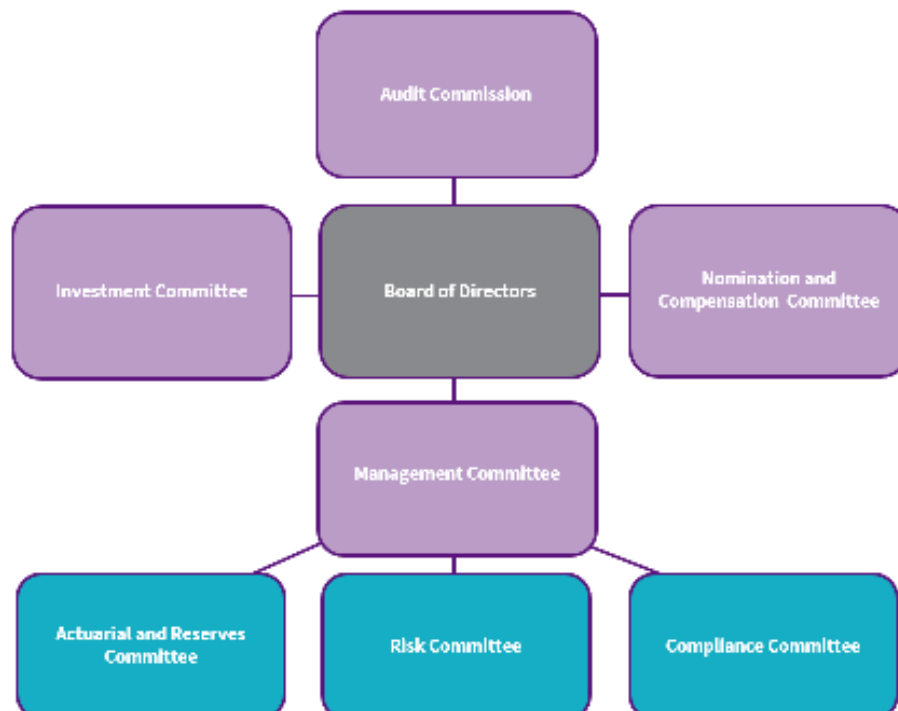 Audit Commission
Investment Committee
Board of Directors
Nomination and
Compensation Committee
Management Committee
Actuarial and Reserves
Committee
Risk Committee
Compliance Committee